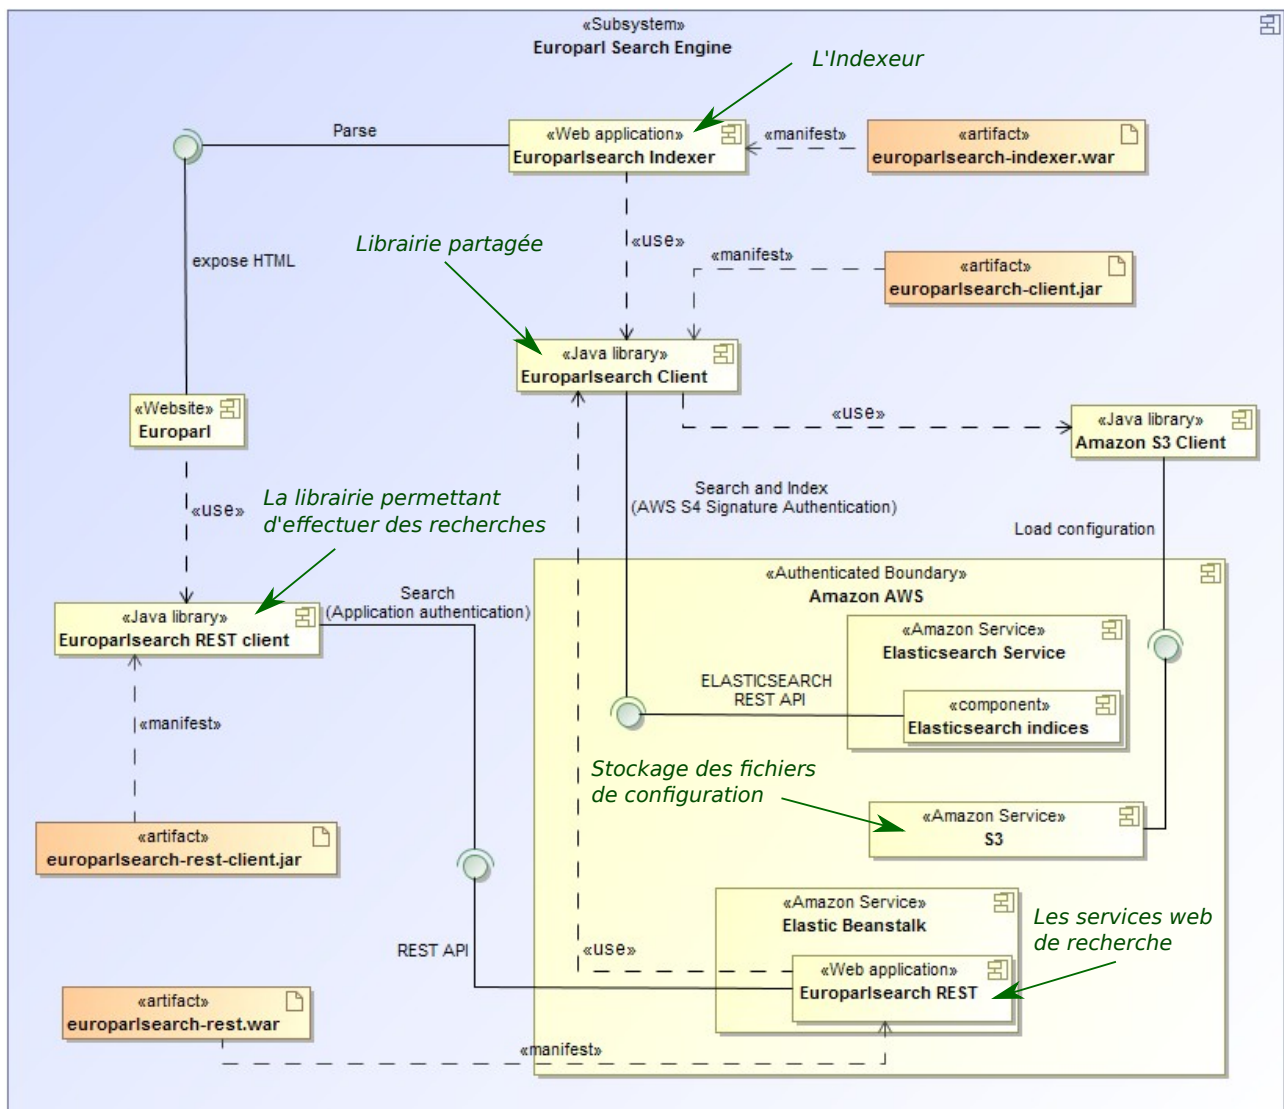 «Subsystem»
Europarl Search Engine
L'Indexeur
Parse
«Web application»
Europarlsearch Indexer
«manifest»
«artifact»
europarlsearch-indexer.war
expose HTML
Librairie partagée
«use»
«manifest»
«artifact»
europarlsearch-client.jar
«Java library»
Europarlsearch Client
«Website»
Europarl
«use»
«Java library»
Amazon S3 Client
«use»
La librairie permettant
d'effectuer des recherches
Search and Index
(AWS S4 Signature Authentication)
Load configuration
«Java library»
Europarlsearch REST client
Search
(Application authentication)
«Authenticated Boundary»
Amazon AWS
«Amazon Service»
Elasticsearch Service
ELASTICSEARCH
REST API
«component»
Elasticsearch indices
«manifest»
Stockage des fichiers
de configuration
«Amazon Service»
S3
«artifact»
europarlsearch-rest-client.jar
«Amazon Service»
Elastic Beanstalk
Les services web
de recherche
REST API
«use»
«Web application»
Europarlsearch REST
«artifact»
europarlsearch-rest.war
«manifest»